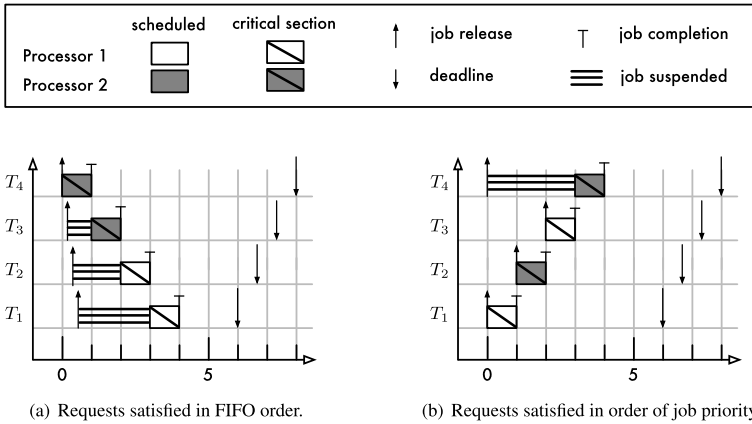 scheduled
critical section
job release
job completion
Processor 1
Processor 2
deadline
job suspended
T4
T3
T2
T1
0
5
(a) Requests satisfied in FIFO order.
T4
T3
T2
T1
0
5
(b) Requests satisfied in order of job priority